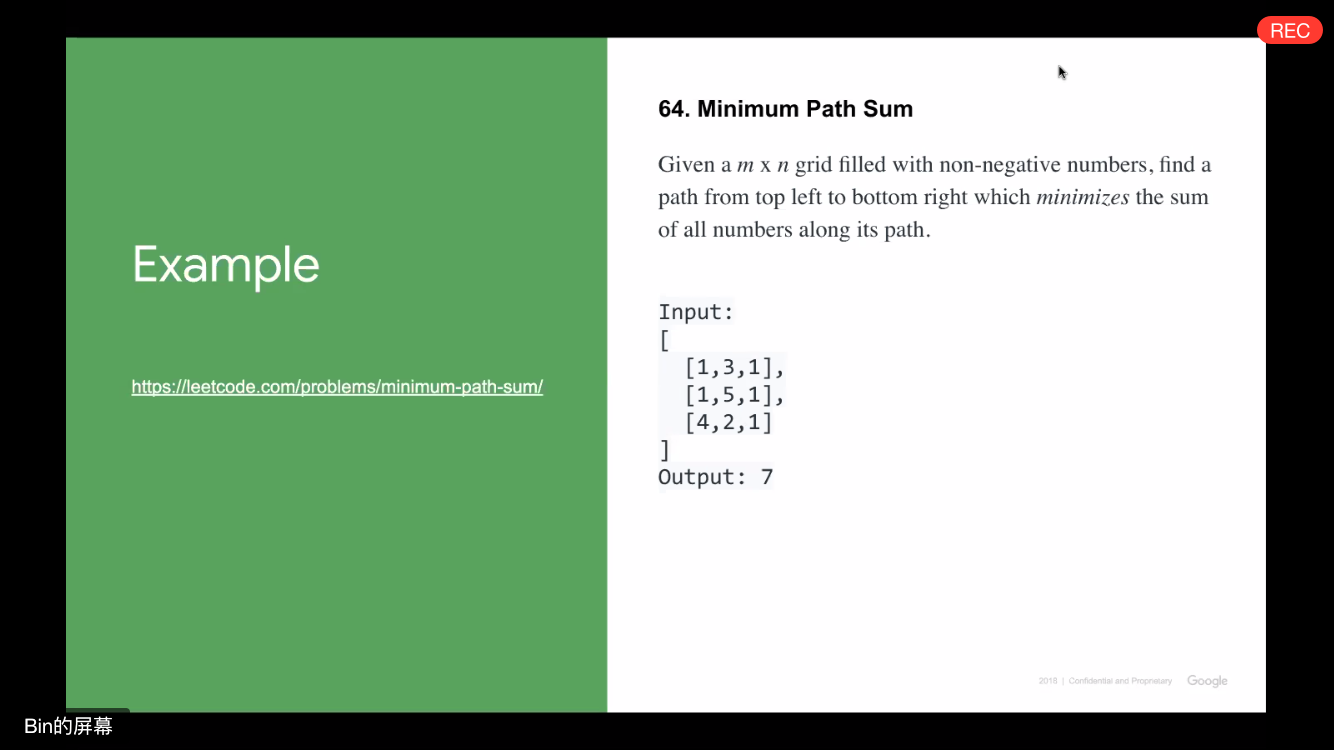 REC
Example
https://leetcode.com/problems/minimum-path-sum/
64. Minimum Path Sum
Given a m x n grid filled with non-negative numbers, find a
path from top left to bottom right which minimizes the sum
of all numbers along its path.
Input:
[
[1,3,1],
[1,5,1],
[4,2,1]
]
Output: 7
2018 | Confidential and Proprietary Google
Bin的屏幕